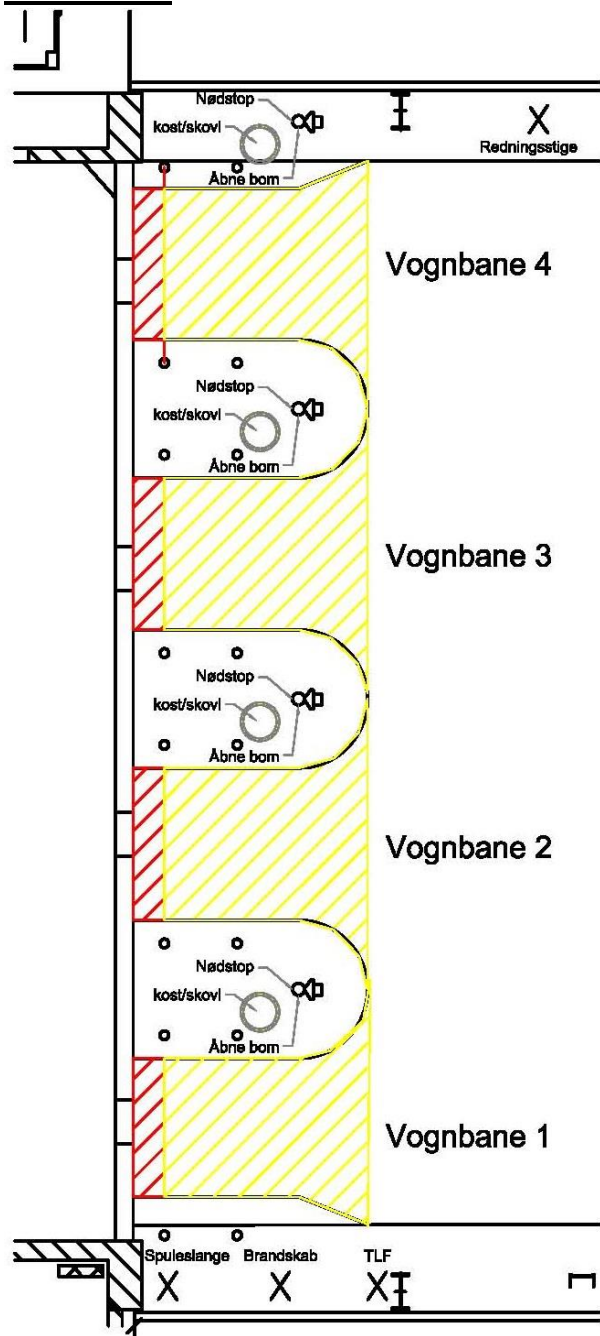 Nødstop
kost/skovl
Åbne bom
Redningsstige
Vognbane 4
Nødstop
kost/skovl
Åbne bom
Vognbane 3
Nødstop
kost/skovl
Åbne bom
Vognbane 2
Nødstop
kost/skovl
Åbne bom
Vognbane 1
Spuleslange Brandskab TLF